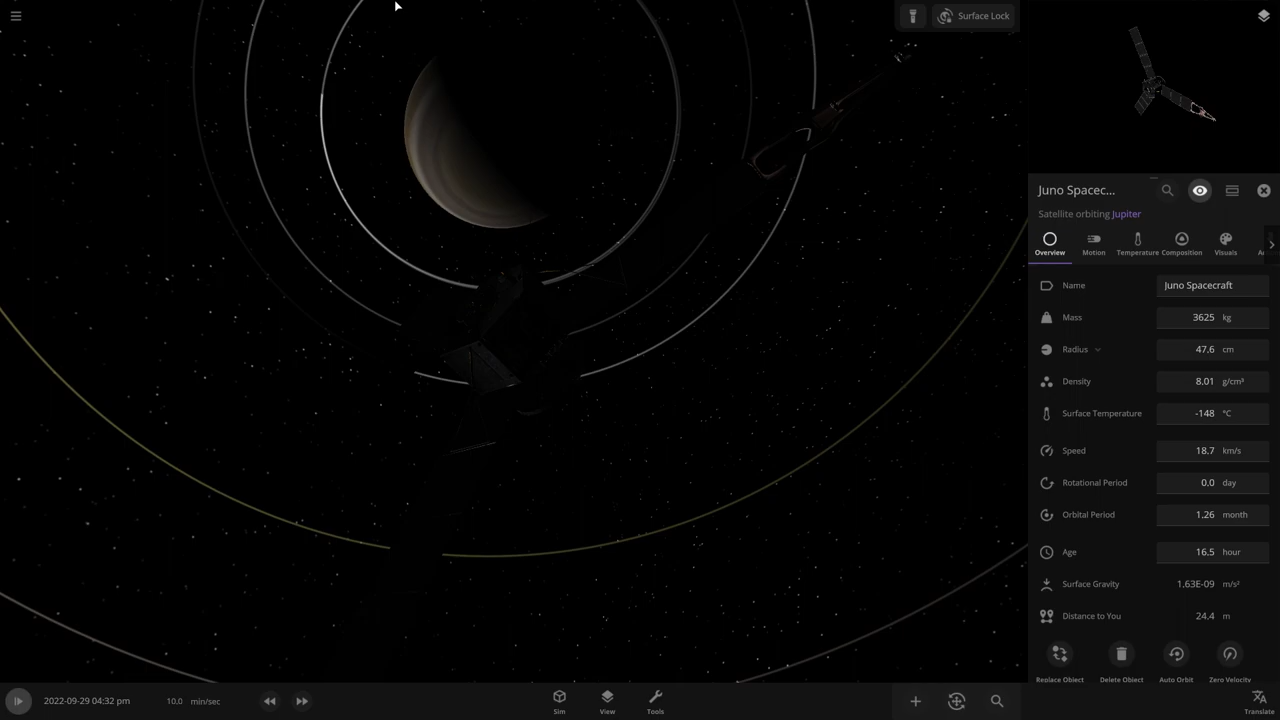 Surface Lock
Juno Spacec...
Satellite orbiting Jupiter
Overview Motion Temperature Composition Visuals
Name Juno Spacecraft
Mass 3625 kg
Radius 47.6 cm
Density 8.01 g/cm³
Surface Temperature -148 °C
Speed 18.7 km/s
Rotational Period 0.0 day
Orbital Period 1.26 month
Age 16.5 hour
Surface Gravity 1.63E-09 m/s²
Distance to You 24.4 m
Replace Object Delete Object Auto Orbit Zero Velocity
2022-09-29 04:32 pm 10.0 min/sec Sim View Tools Translate